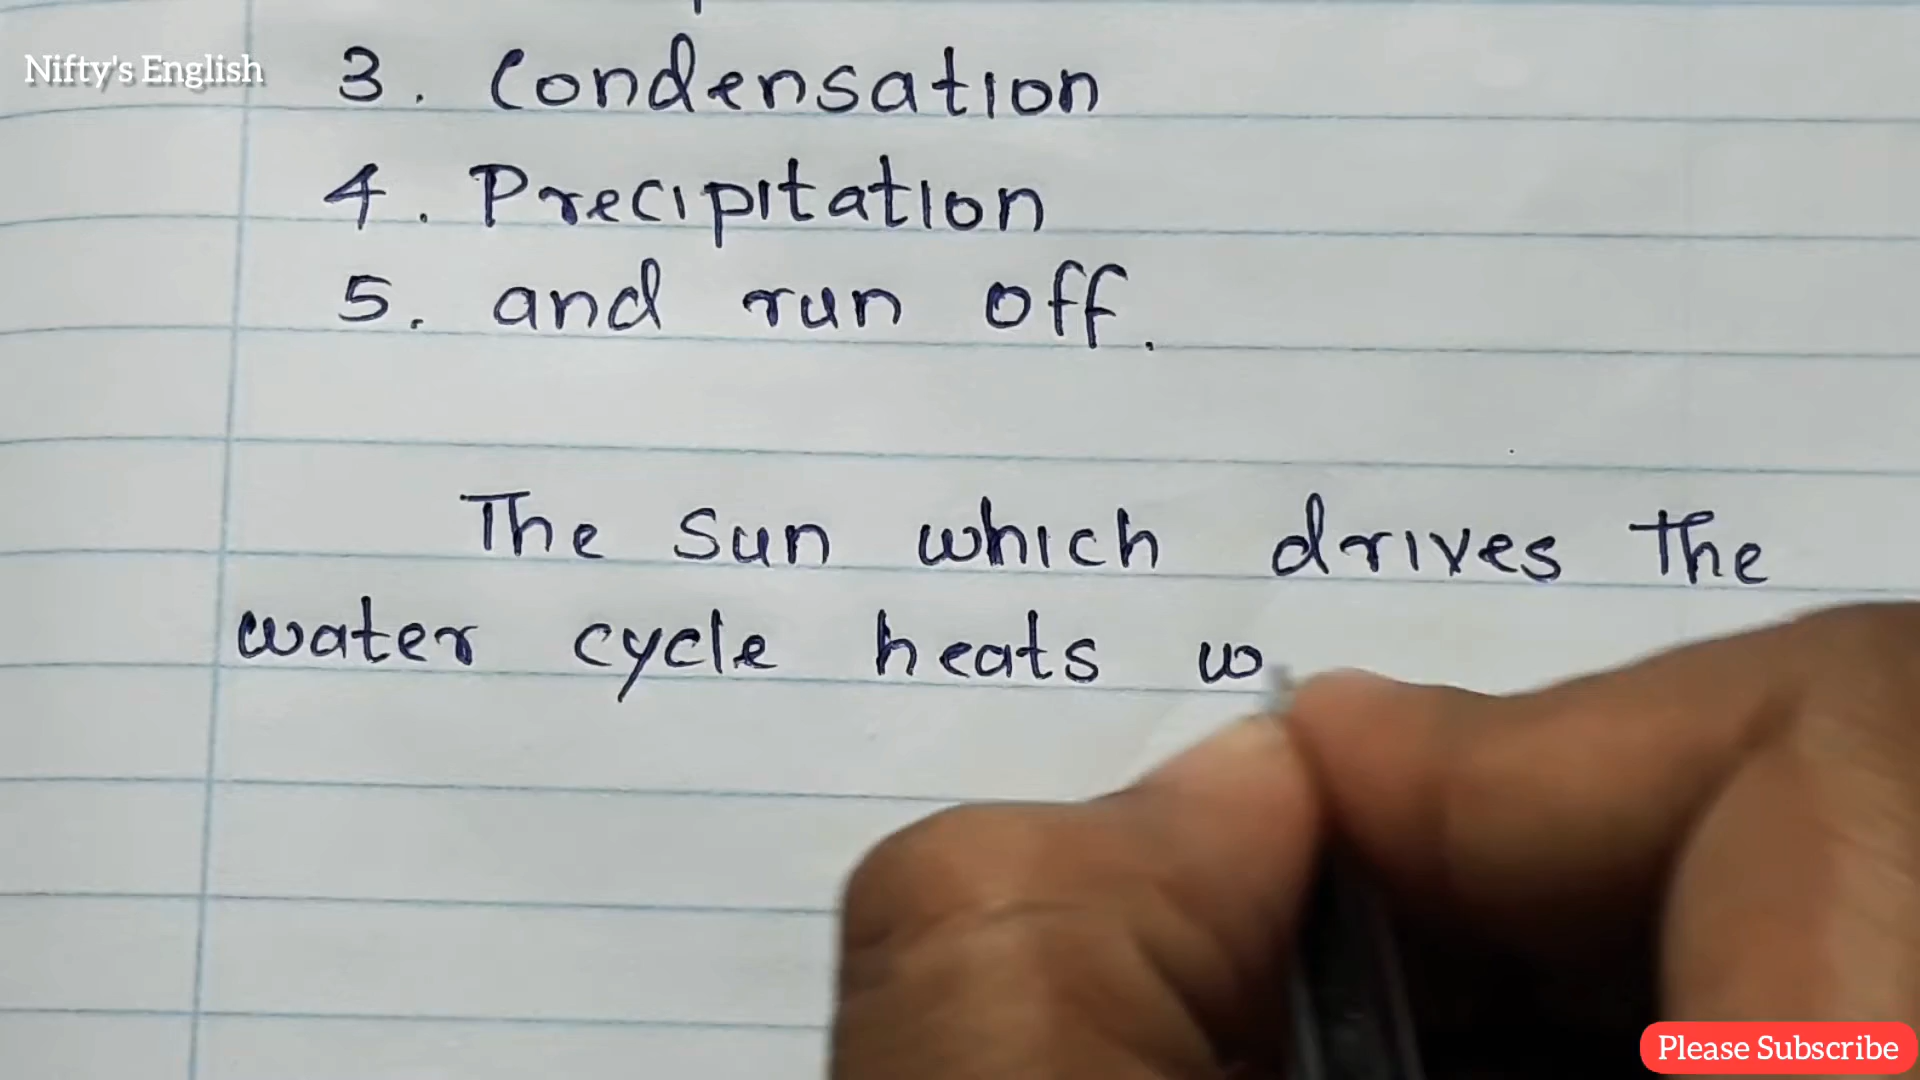 Nifty's English
3. Condensation
4. Precipitation
5. and run off.
The Sun which drives the
water cycle heats w
Please Subscribe